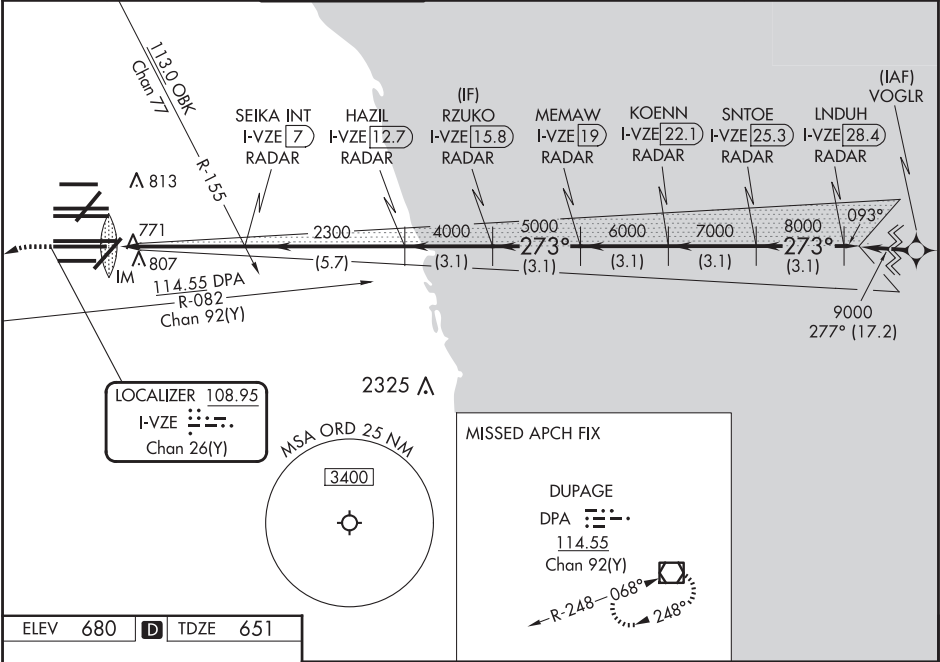 113.0 OBK
Chan 77
R-155
SEIKA INT
I-VZE 7
RADAR
HAZIL
I-VZE 12.7
RADAR
(IF)
RZUKO
I-VZE 15.8
RADAR
MEMAW
I-VZE 19
RADAR
KOENN
I-VZE 22.1
RADAR
SNTOE
I-VZE 25.3
RADAR
LNDUH
I-VZE 28.4
RADAR
(IAF)
VOGLR
813
771
807
IM
2300
4000
5000
6000
7000
8000
093°
273°
273°
(5.7)
(3.1)
(3.1)
(3.1)
(3.1)
(3.1)
9000
277° (17.2)
114.55 DPA
R-082
Chan 92(Y)
LOCALIZER 108.95
I-VZE
Chan 26(Y)
2325
MSA ORD 25 NM
3400
MISSED APCH FIX
DUPAGE
DPA
114.55
Chan 92(Y)
R-248
068°
248°
ELEV 680 D TDZE 651